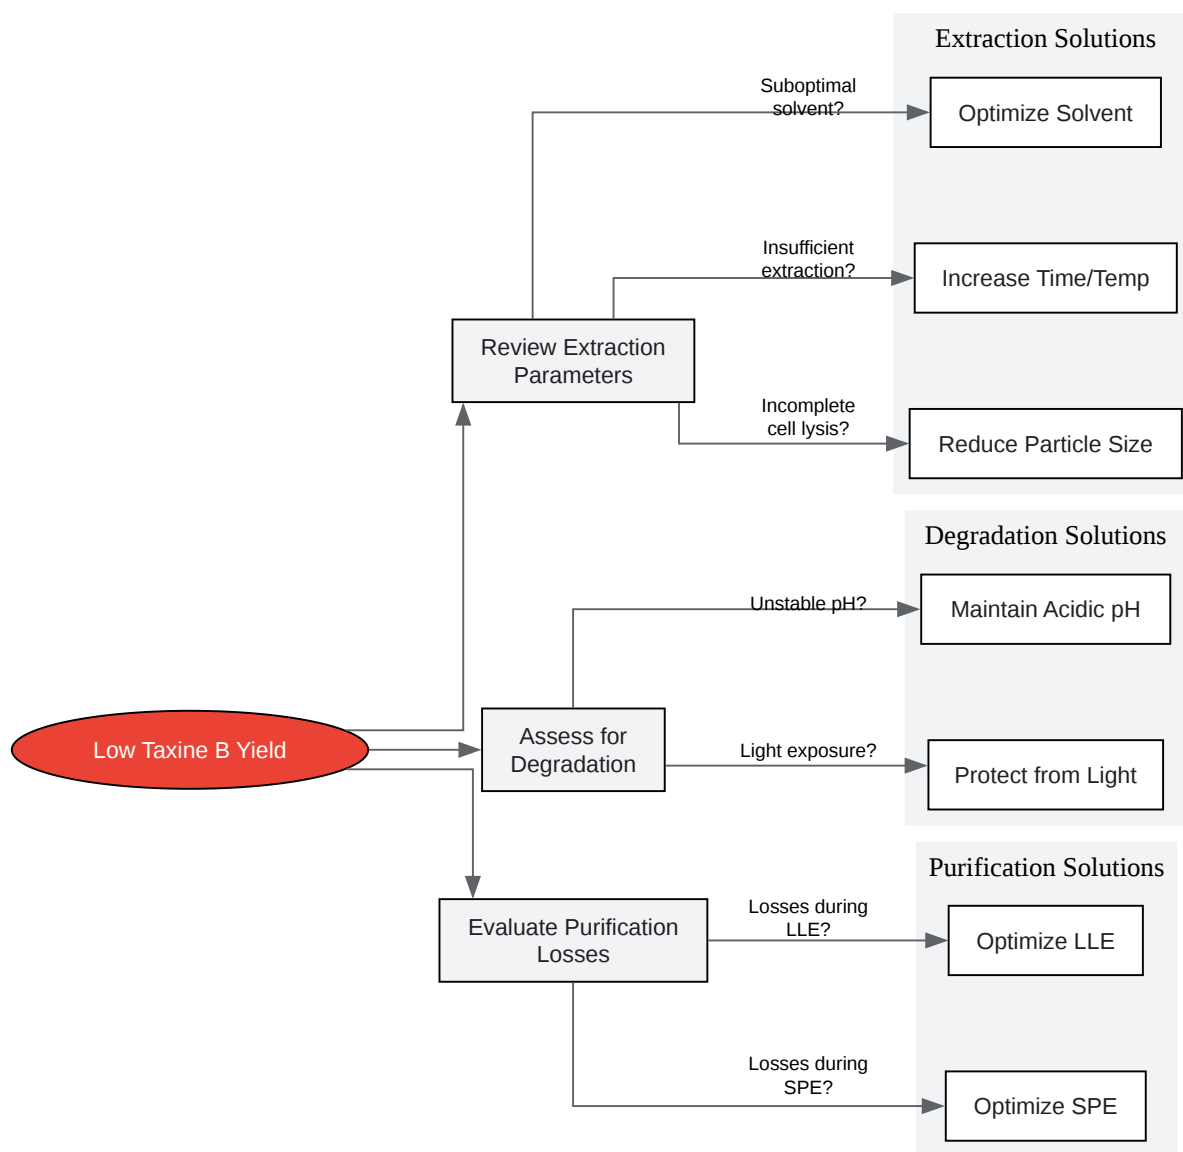 Extraction Solutions
Suboptimal
solvent?
Optimize Solvent
Insufficient
extraction?
Increase Time/Temp
Review Extraction
Parameters
Incomplete
cell lysis?
Reduce Particle Size
Degradation Solutions
Unstable pH?
Maintain Acidic pH
Low Taxine B Yield
Assess for
Degradation
Light exposure?
Protect from Light
Purification Solutions
Evaluate Purification
Losses
Losses during
LLE?
Optimize LLE
Losses during
SPE?
Optimize SPE